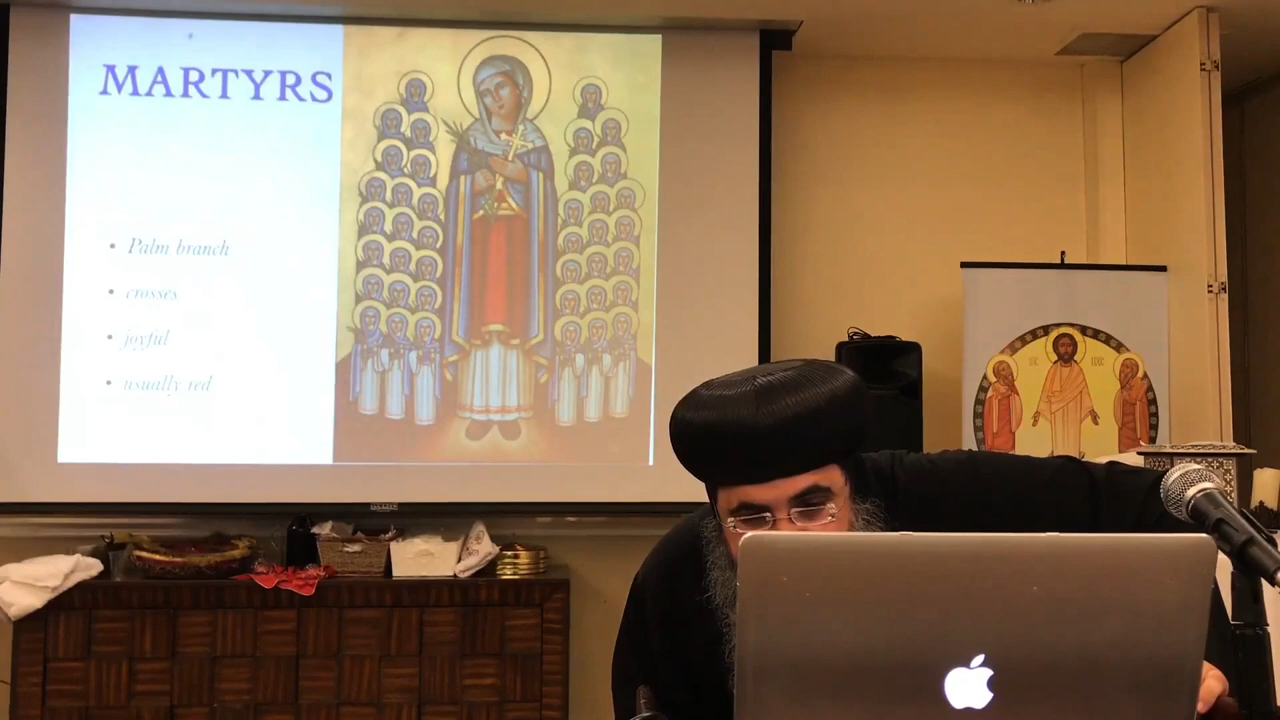 MARTYRS
• Palm branch
• crosses
• joyful
• usually red